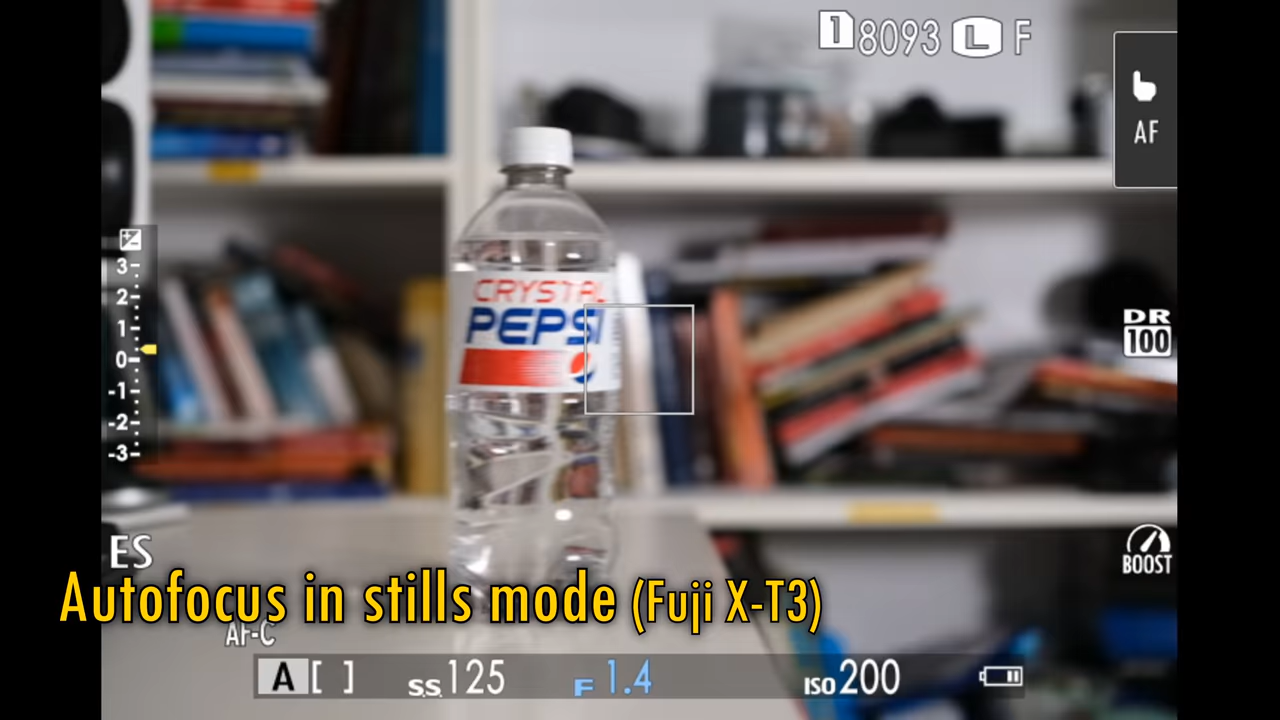 1 8093 L F
AF
3
2
1
0
-1
-2
-3
CRYSTAL
PEPSI
DR
100
ES
BOOST
Autofocus in stills mode (Fuji X-T3)
AF-C
A [ ] S.S. 125 F 1.4 ISO 200